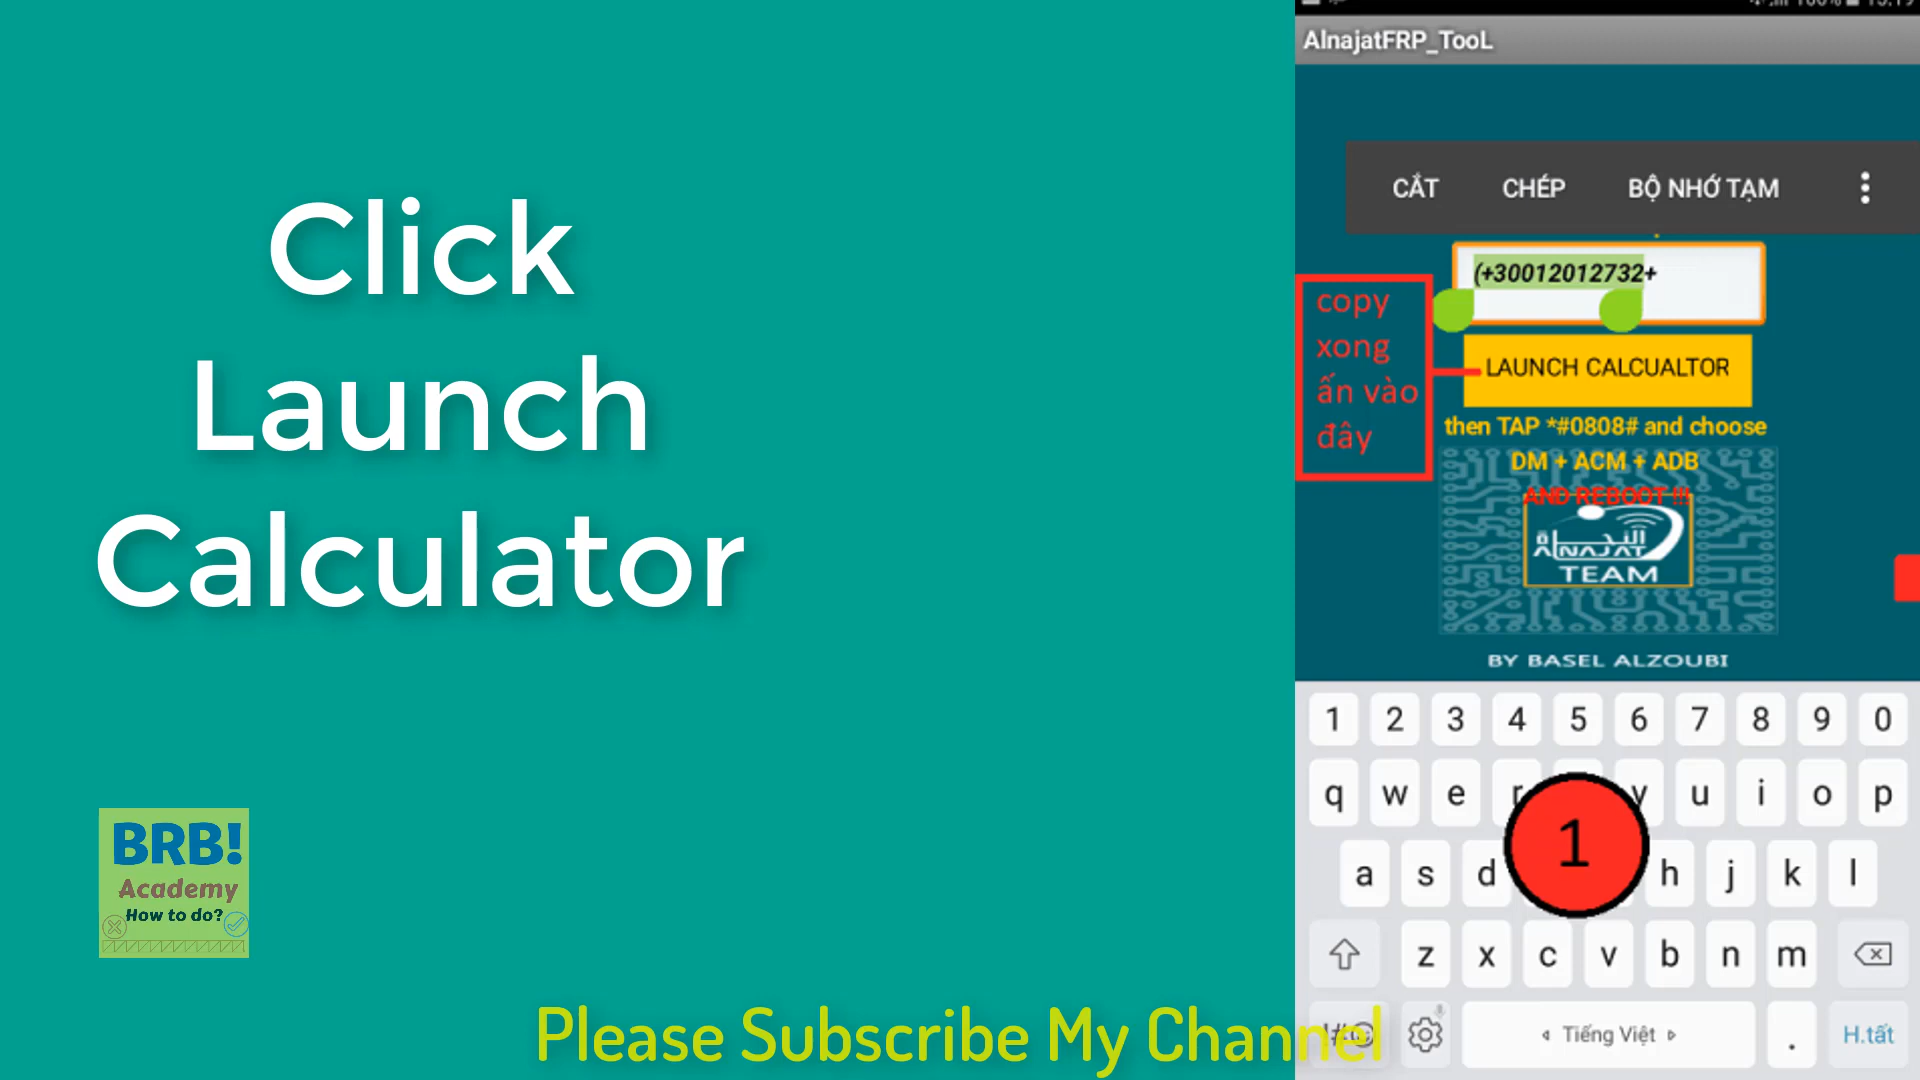 Click
Launch
Calculator
BRB!
Academy
How to do?
Please Subscribe My Channel
AlnajatFRP_TooL
CẮT CHÉP BỘ NHỚ TẠM
(+30012012732+
copy
xong
ấn vào
đây
LAUNCH CALCUALTOR
then TAP *#0808# and choose
DM + ACM + ADB
AND REBOOT !!!
النجاة
ALNAJAT
TEAM
BY BASEL ALZOUBI
1 2 3 4 5 6 7 8 9 0
q w e r y u i o p
1
a s d h j k l
z x c v b n m
Tiếng Việt . H.tất